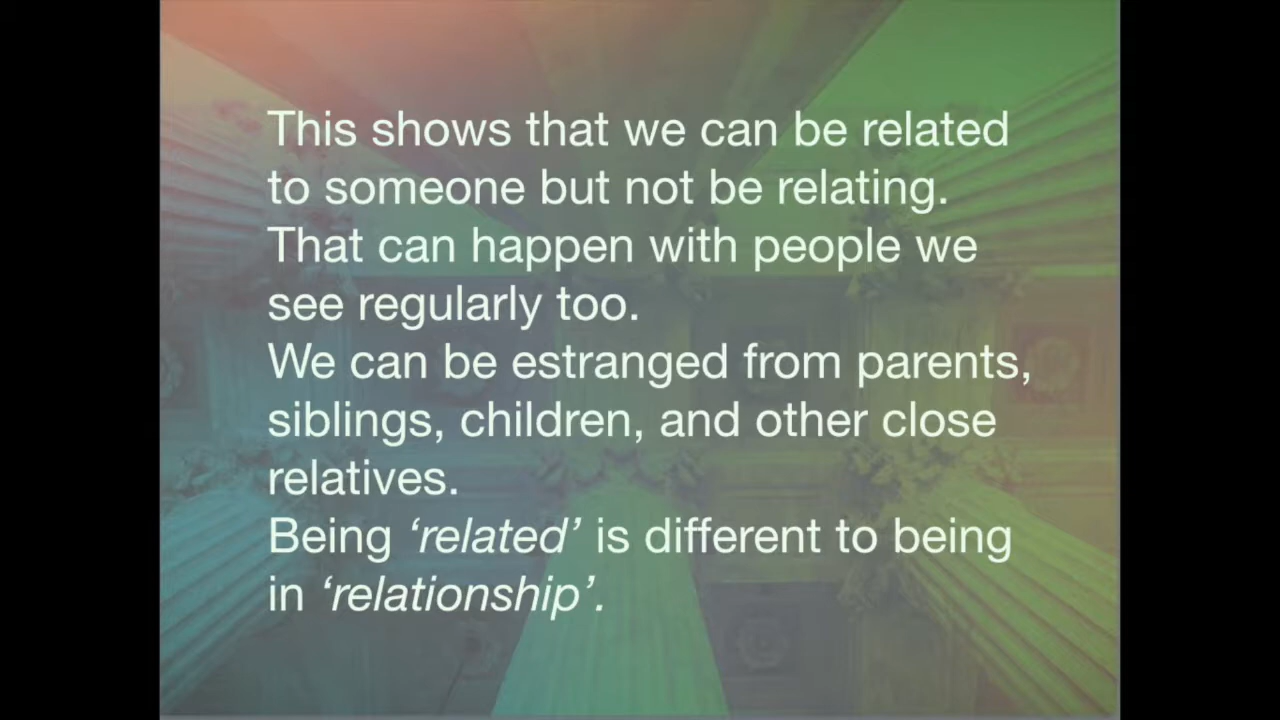 This shows that we can be related
to someone but not be relating.
That can happen with people we
see regularly too.
We can be estranged from parents,
siblings, children, and other close
relatives.
Being ‘related’ is different to being
in ‘relationship’.